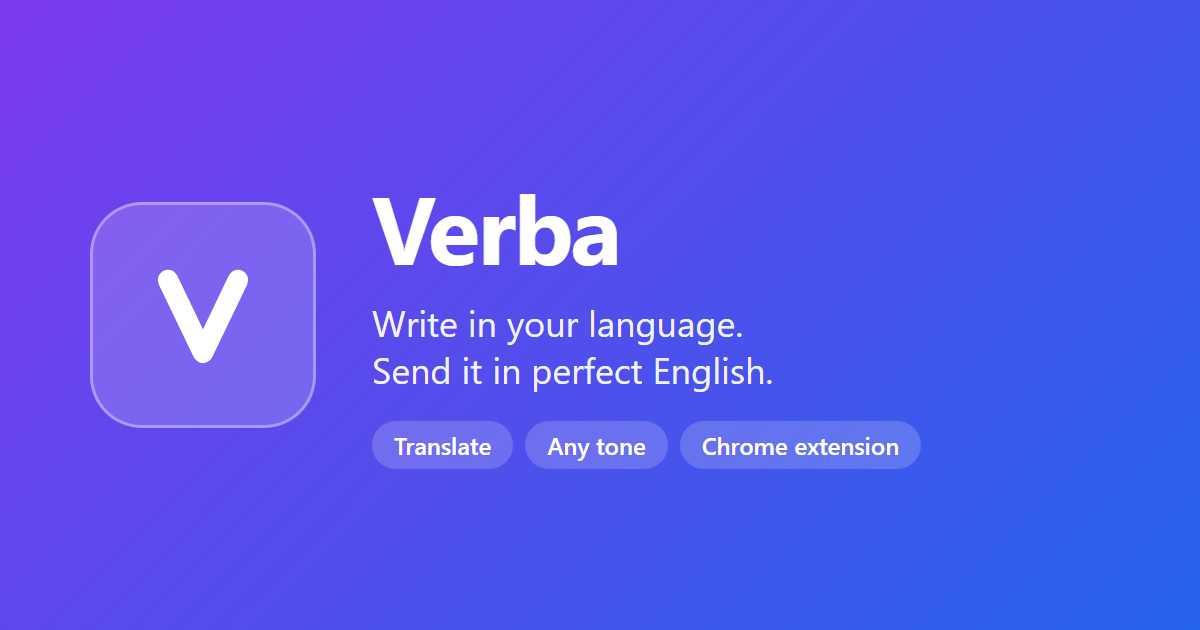 V
Verba
Write in your language.
Send it in perfect English.
Translate
Any tone
Chrome extension